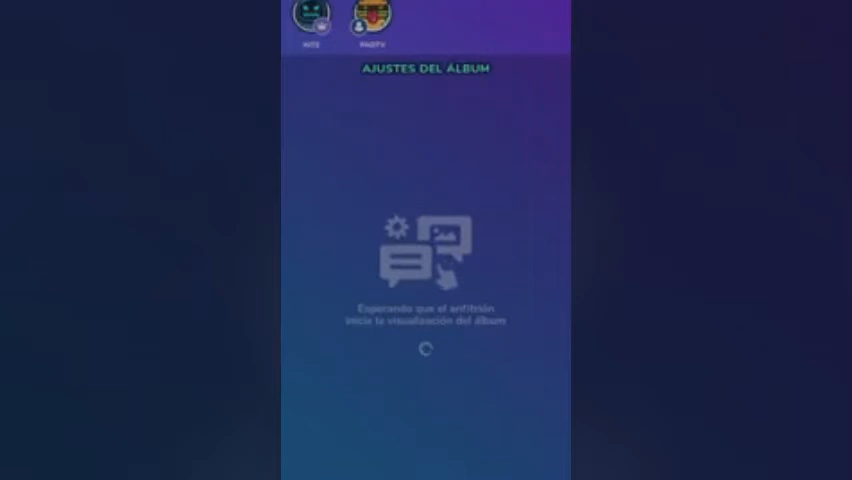 AJUSTES DEL ÁLBUM
Esperando que el anfitrión
inicie la visualización del álbum